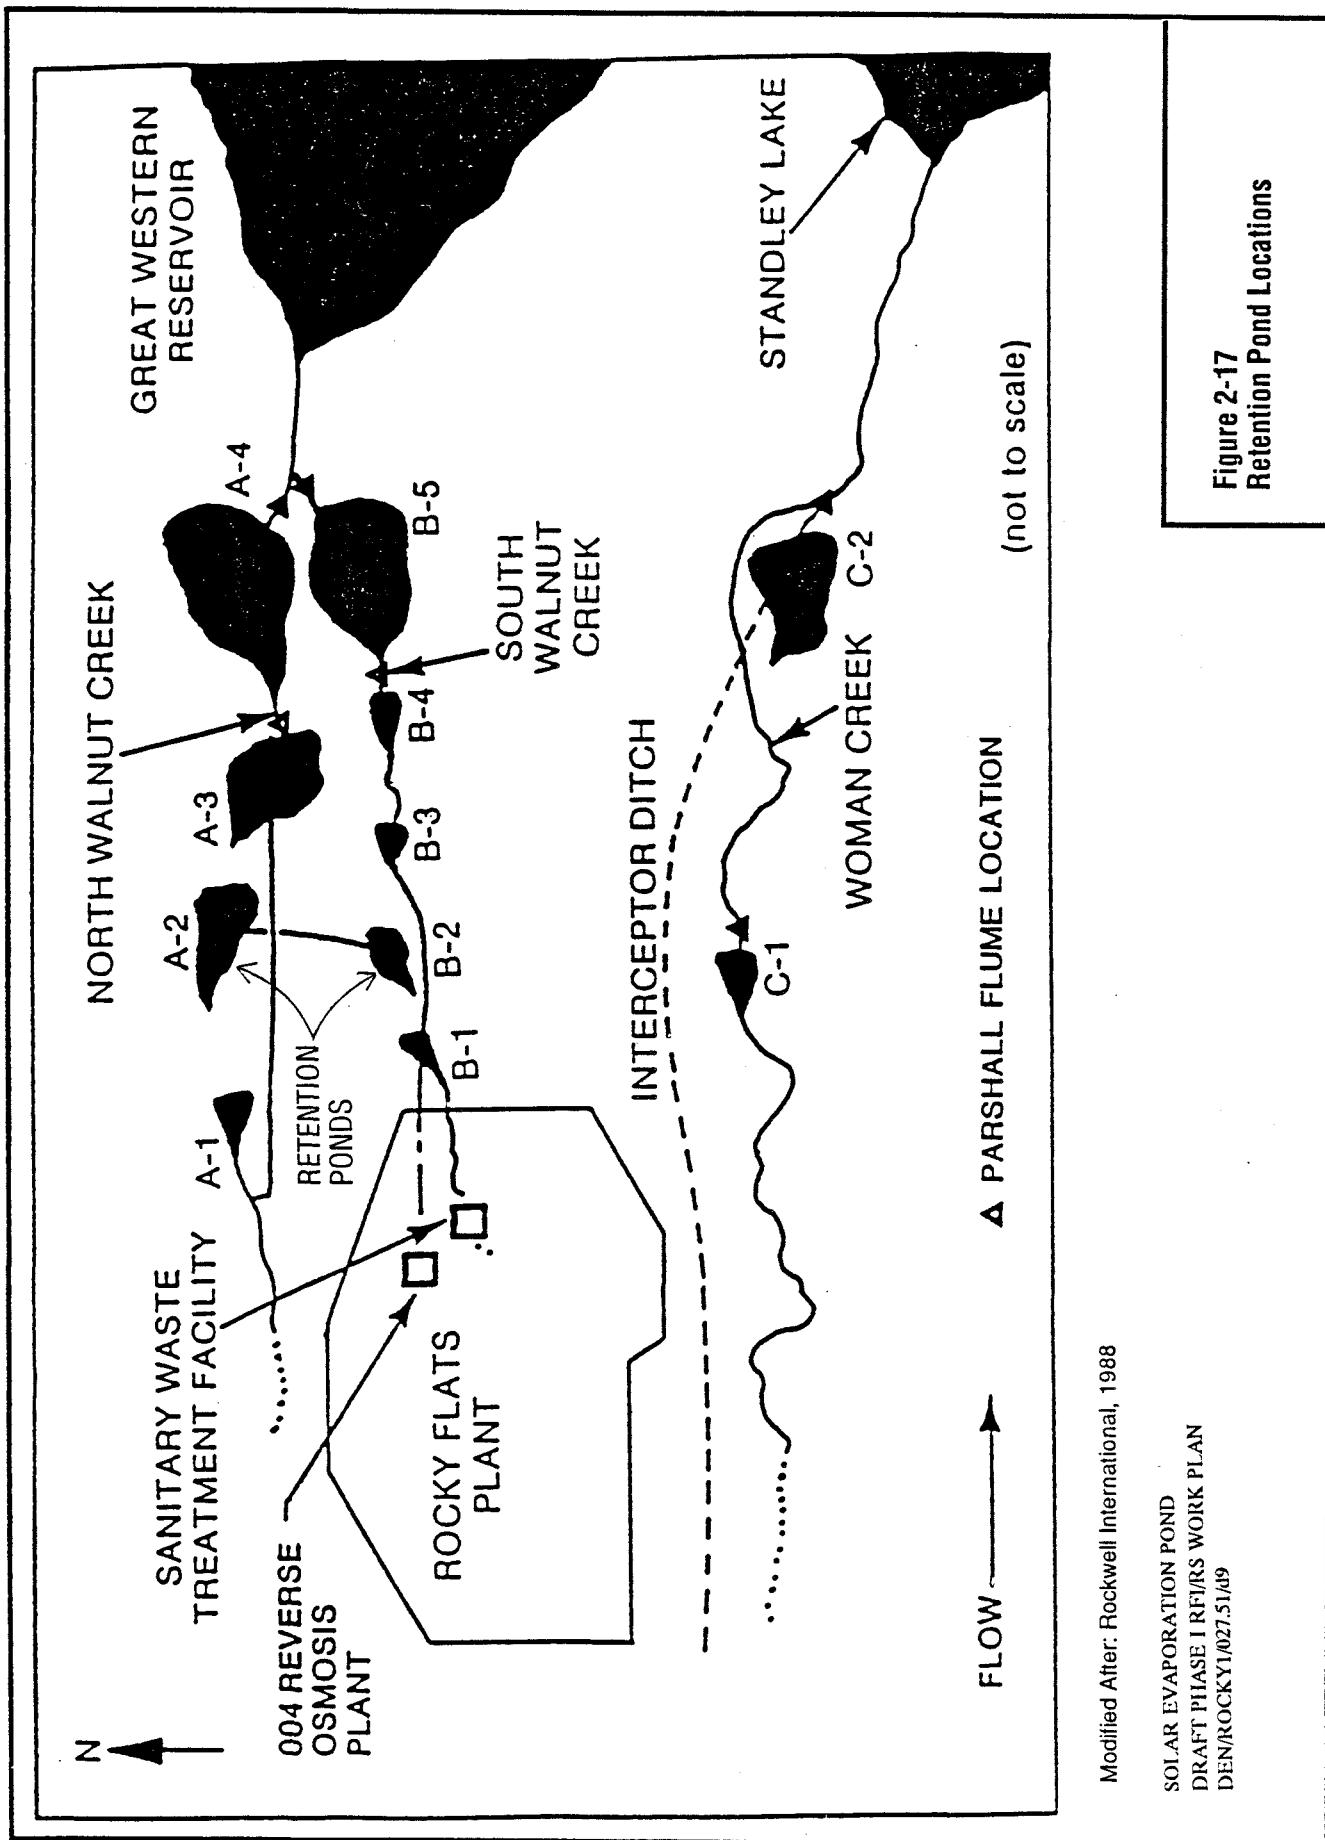 N
GREAT WESTERN
RESERVOIR
NORTH WALNUT CREEK
A-4
A-3
A-2
A-1
SANITARY WASTE
TREATMENT FACILITY
RETENTION
PONDS
B-1
B-2
B-3
B-4
B-5
SOUTH
WALNUT
CREEK
004 REVERSE
OSMOSIS
PLANT
ROCKY FLATS
PLANT
INTERCEPTOR DITCH
STANDLEY LAKE
C-1
C-2
WOMAN CREEK
FLOW
Δ PARSHALL FLUME LOCATION
(not to scale)
Modified After: Rockwell International, 1988
SOLAR EVAPORATION POND
DRAFT PHASE I RFI/RS WORK PLAN
DEN/ROCKY1/027.51/d9
Figure 2-17
Retention Pond Locations